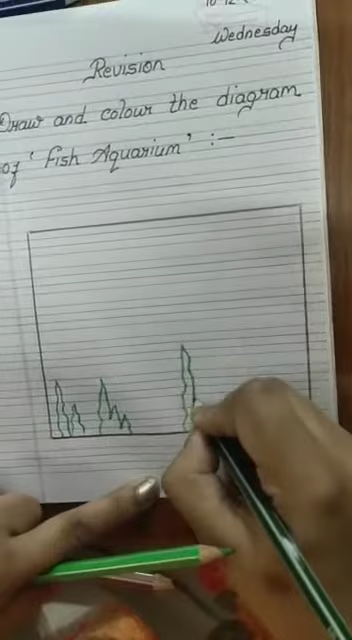 Wednesday
Revision
Draw and colour the diagram
of 'Fish Aquarium' :-